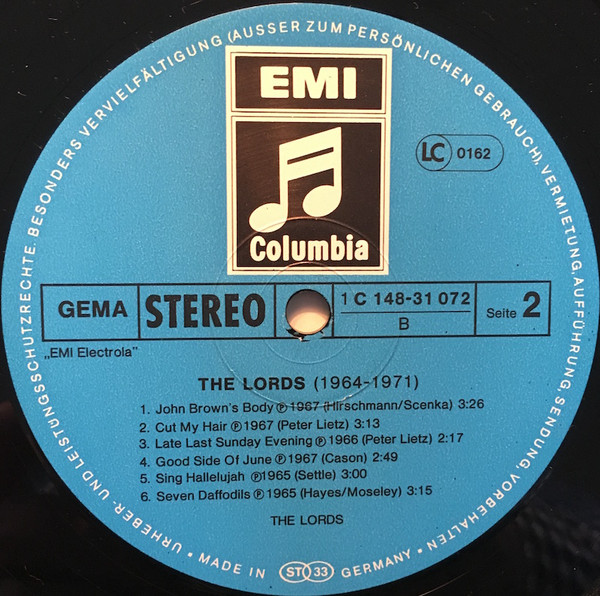 URHEBER- UND LEISTUNGSSCHUTZRECHTE. BESONDERS VERVIELFÄLTIGUNG (AUSSER ZUM PERSÖNLICHEN GEBRAUCH), VERMIETUNG, AUFFÜHRUNG, SENDUNG, VORBEHALTEN
EMI
Columbia
LC 0162
GEMA STEREO 1 C 148-31 072 Seite 2
B
„EMI Electrola"
THE LORDS (1964-1971)
1. John Brown's Body ℗ 1967 (Hirschmann/Scenka) 3:26
2. Cut My Hair ℗ 1967 (Peter Lietz) 3:13
3. Late Last Sunday Evening ℗ 1966 (Peter Lietz) 2:17
4. Good Side Of June ℗ 1967 (Cason) 2:49
5. Sing Hallelujah ℗ 1965 (Settle) 3:00
6. Seven Daffodils ℗ 1965 (Hayes/Moseley) 3:15
THE LORDS
• MADE IN ST 33 GERMANY •